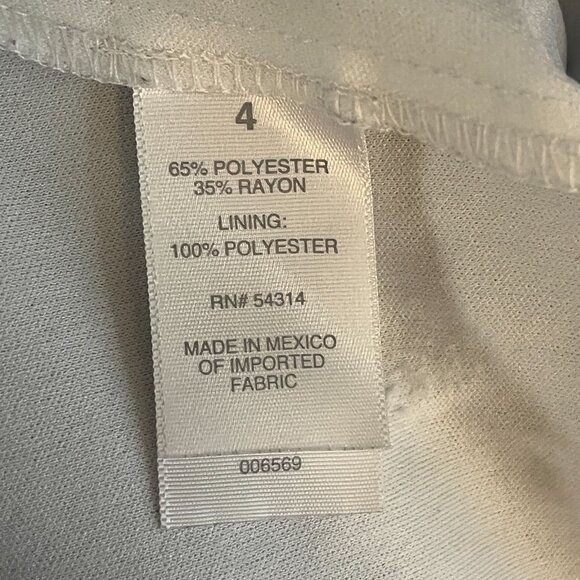 4
65% POLYESTER
35% RAYON
LINING:
100% POLYESTER
RN# 54314
MADE IN MEXICO
OF IMPORTED
FABRIC
006569